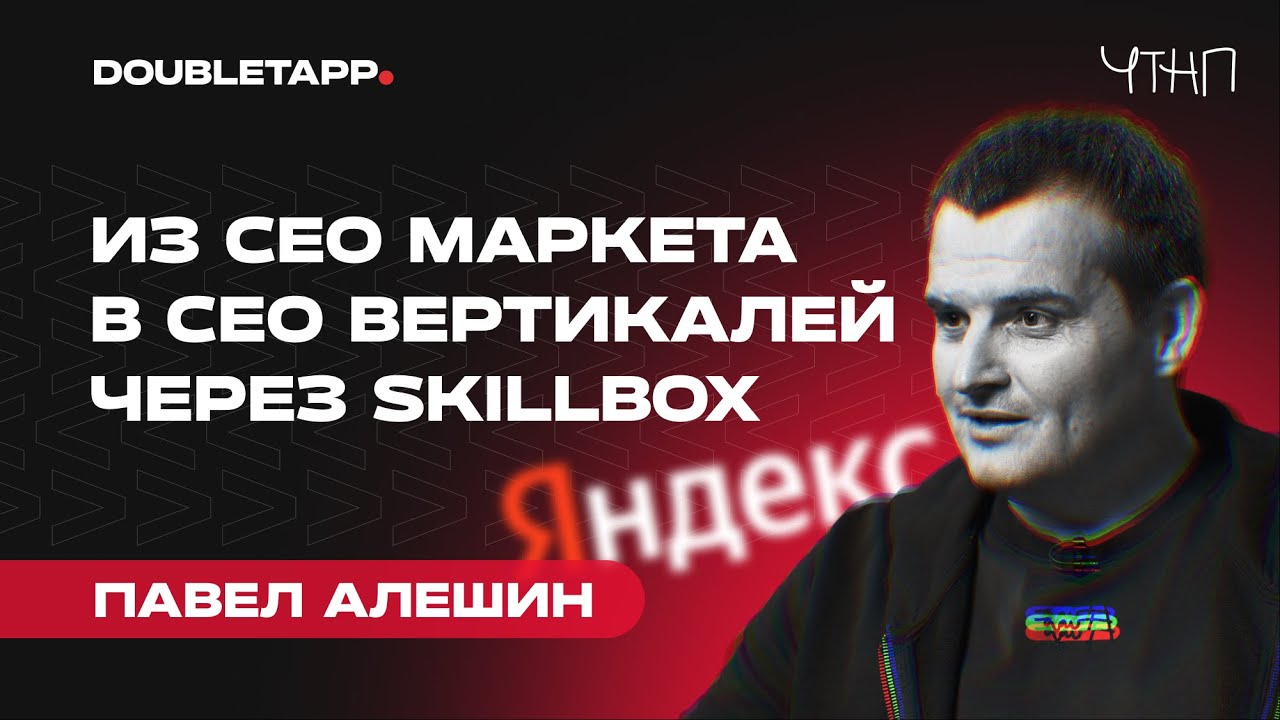 DOUBLETAPP.
ЧТНП
ИЗ CEO МАРКЕТА
В CEO ВЕРТИКАЛЕЙ
ЧЕРЕЗ SKILLBOX
Яндекс
ПАВЕЛ АЛЕШИН